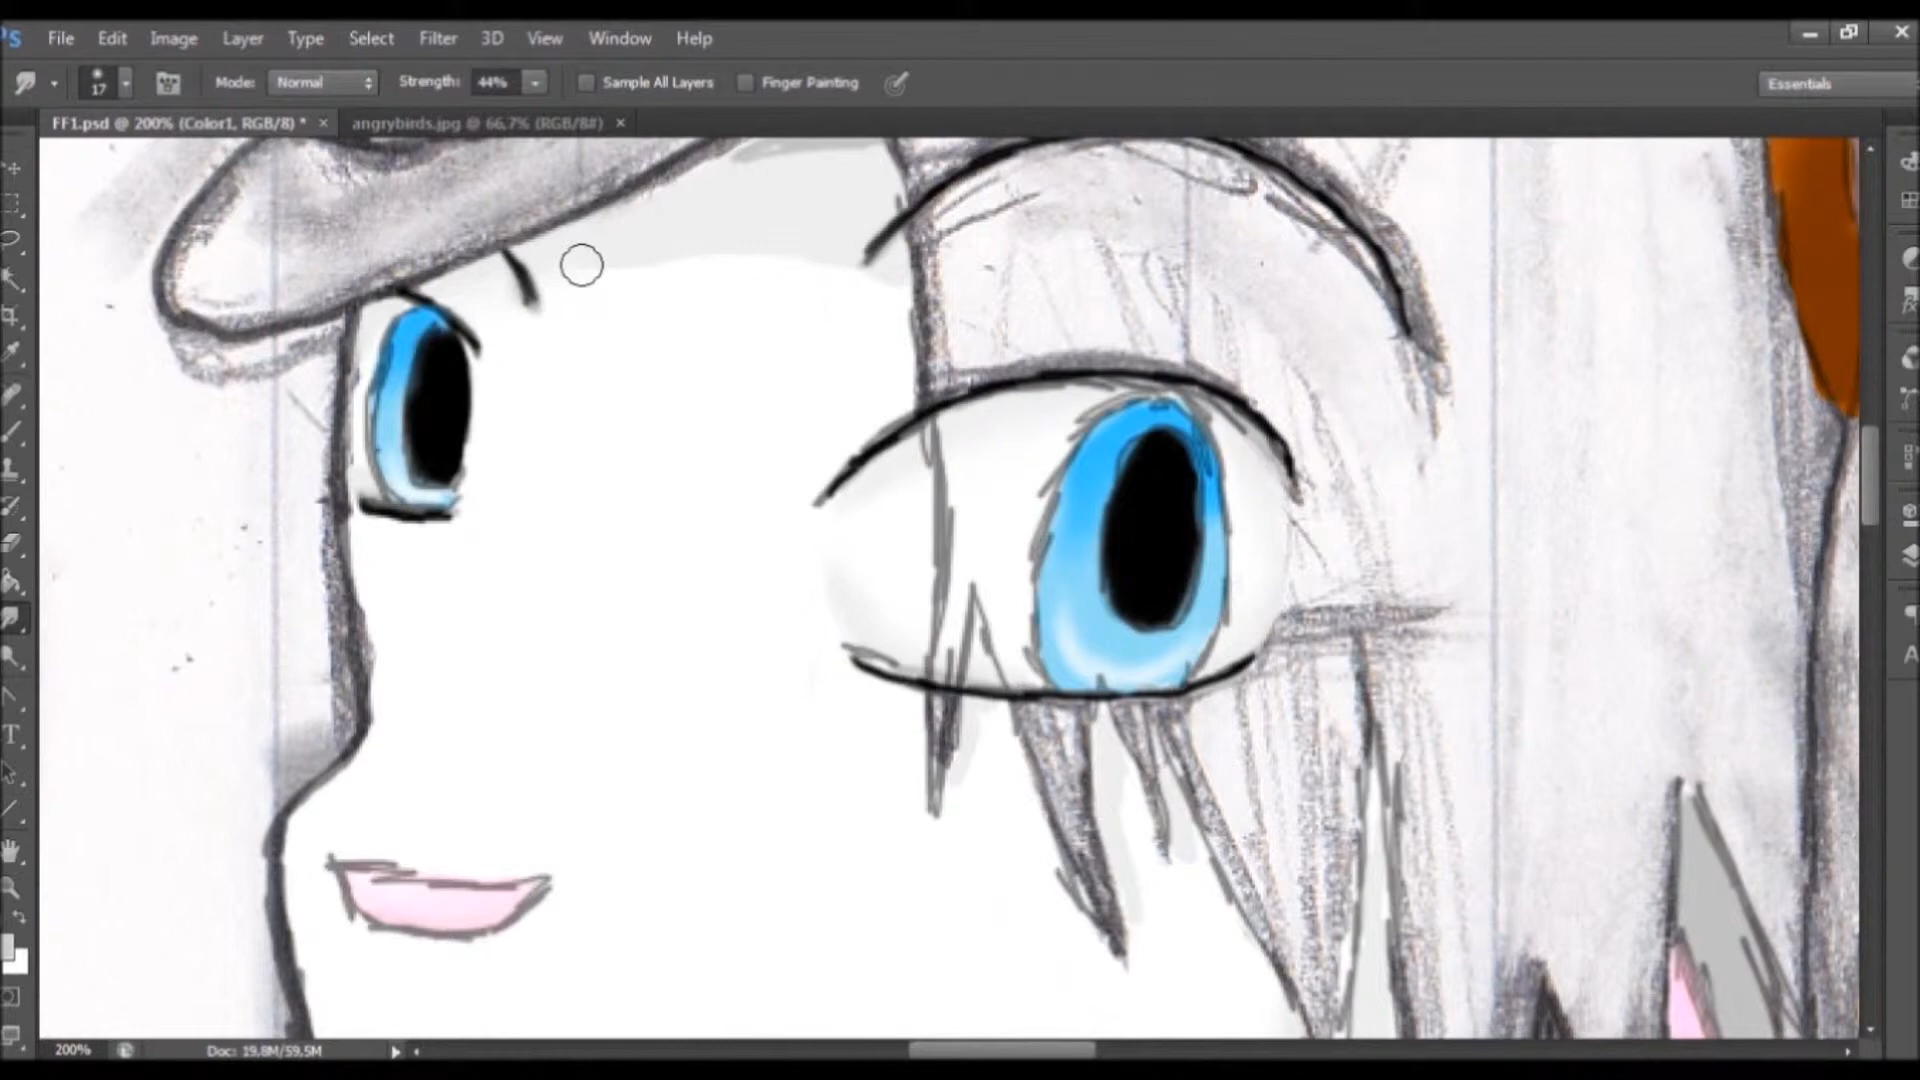 PS File Edit Image Layer Type Select Filter 3D View Window Help
17 Mode: Normal Strength: 44% Sample All Layers Finger Painting Essentials
FF1.psd @ 200% (Color1, RGB/8) * × angrybirds.jpg @ 66,7% (RGB/8#) ×
200% Doc: 19,8M/59,5M